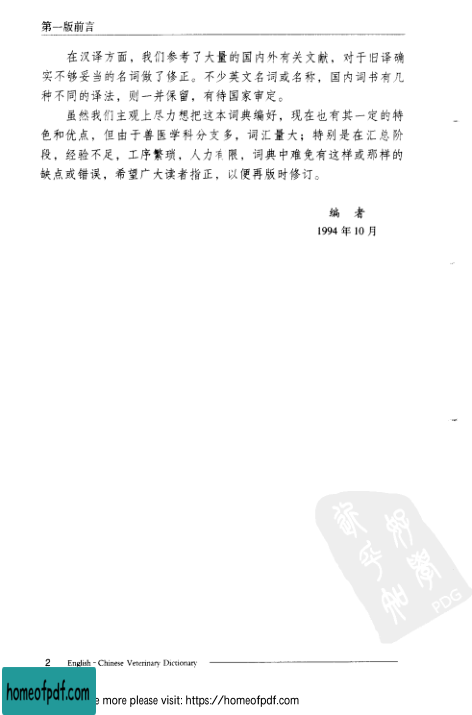 第一版前言
在汉译方面，我们参考了大量的国内外有关文献，对于旧译确
实不够妥当的名词做了修正。不少英文名词或名称，国内词书有几
种不同的译法，则一并保留，有待国家审定。
虽然我们主观上尽力想把这本词典编好，现在也有其一定的特
色和优点，但由于兽医学科分支多，词汇量大；特别是在汇总阶
段，经验不足，工序繁琐，人力有限，词典中难免有这样或那样的
缺点或错误，希望广大读者指正，以便再版时修订。
编 者
1994 年 10 月
PDG
2 English - Chinese Veterinary Dictionary
homeofpdf.com
e more please visit: https://homeofpdf.com